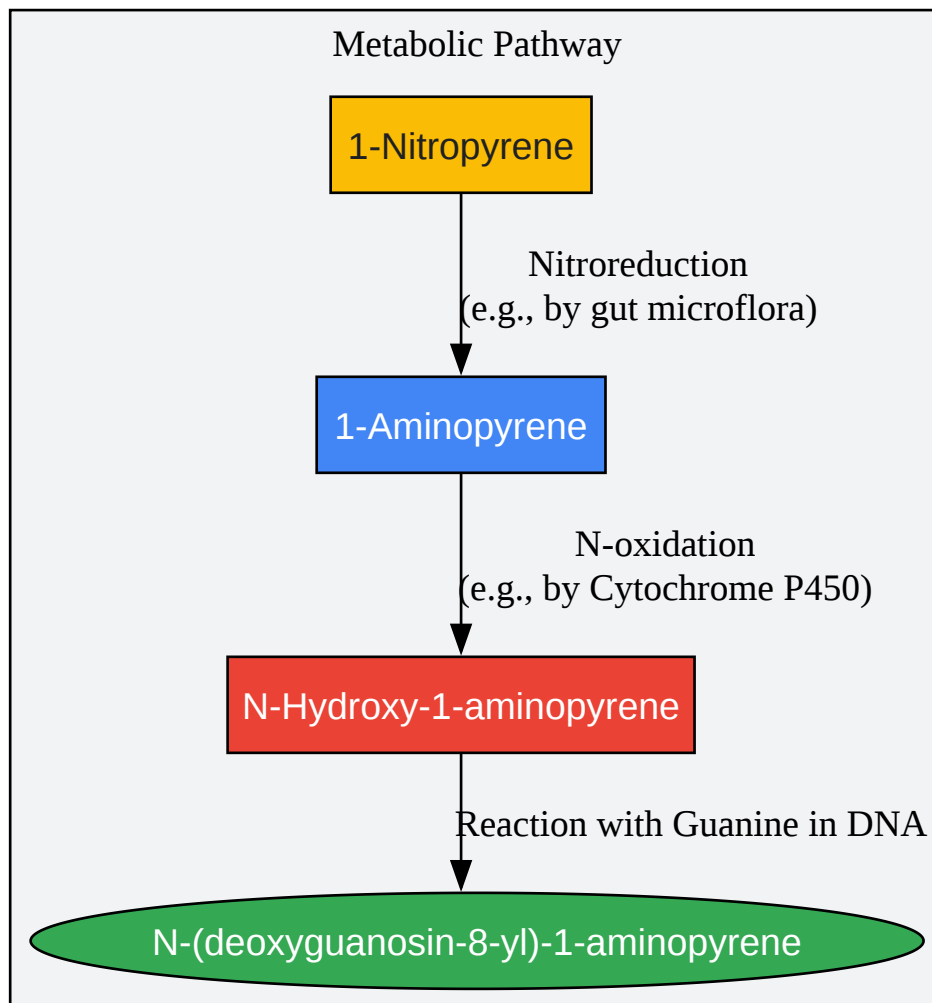 Metabolic Pathway
1-Nitropyrene
Nitroreduction
(e.g., by gut microflora)
1-Aminopyrene
N-oxidation
(e.g., by Cytochrome P450)
N-Hydroxy-1-aminopyrene
Reaction with Guanine in DNA
N-(deoxyguanosin-8-yl)-1-aminopyrene